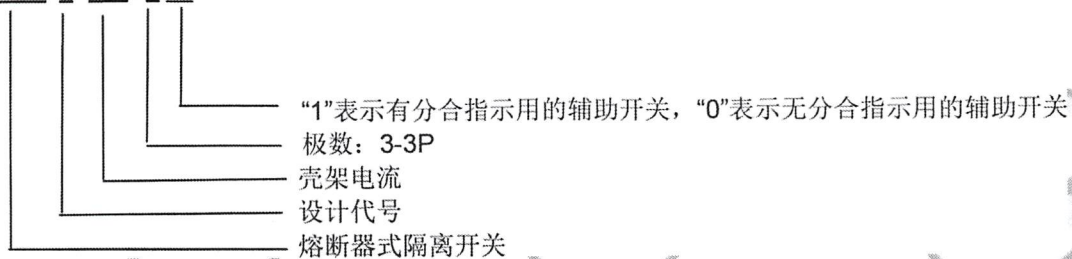 “1”表示有分合指示用的辅助开关，“0”表示无分合指示用的辅助开关
极数：3-3P
壳架电流
设计代号
熔断器式隔离开关